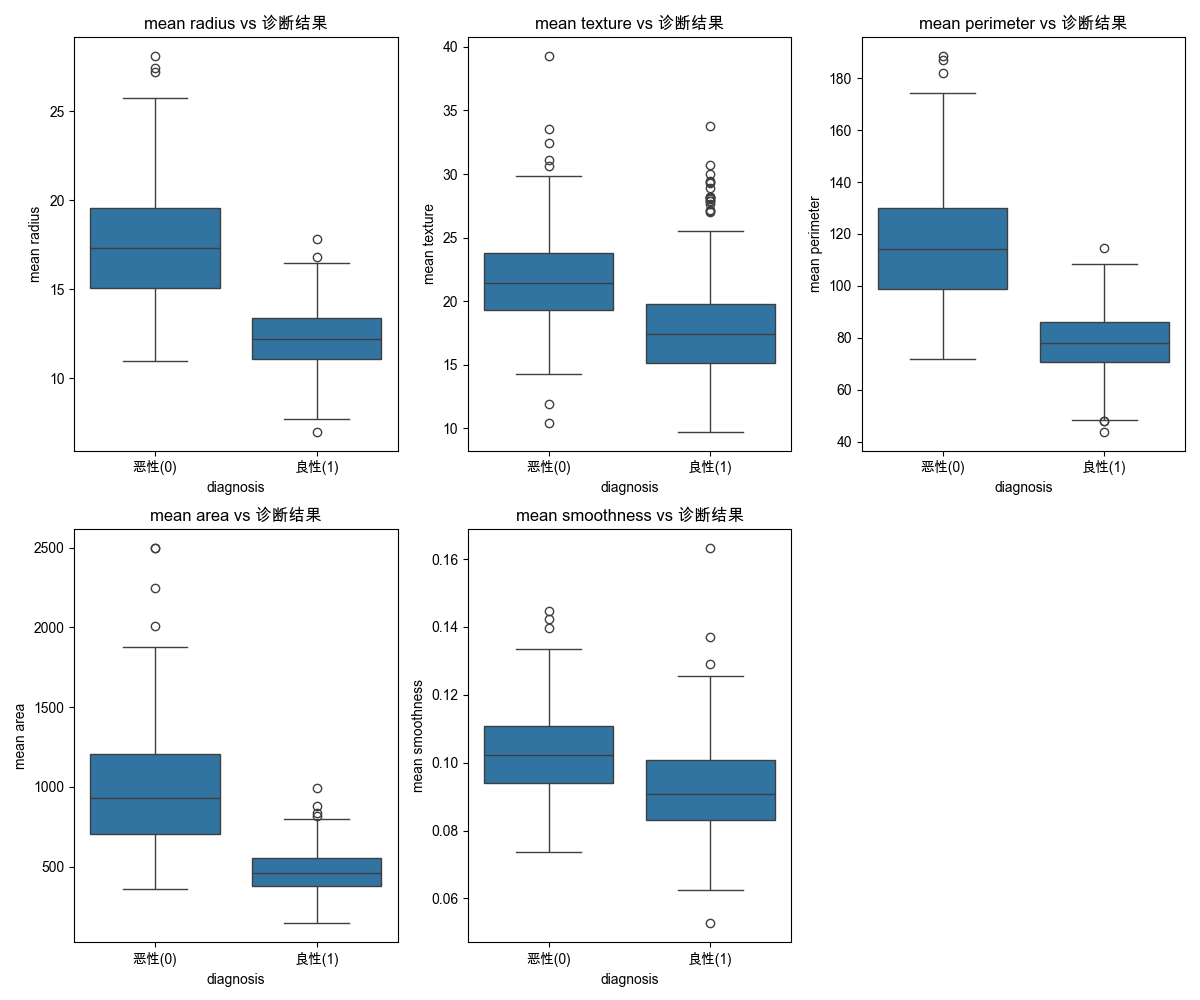 mean radius vs 诊断结果
mean radius
25
20
15
10
恶性(0)
良性(1)
diagnosis
mean texture vs 诊断结果
mean texture
40
35
30
25
20
15
10
恶性(0)
良性(1)
diagnosis
mean perimeter vs 诊断结果
mean perimeter
180
160
140
120
100
80
60
40
恶性(0)
良性(1)
diagnosis
mean area vs 诊断结果
mean area
2500
2000
1500
1000
500
恶性(0)
良性(1)
diagnosis
mean smoothness vs 诊断结果
mean smoothness
0.16
0.14
0.12
0.10
0.08
0.06
恶性(0)
良性(1)
diagnosis